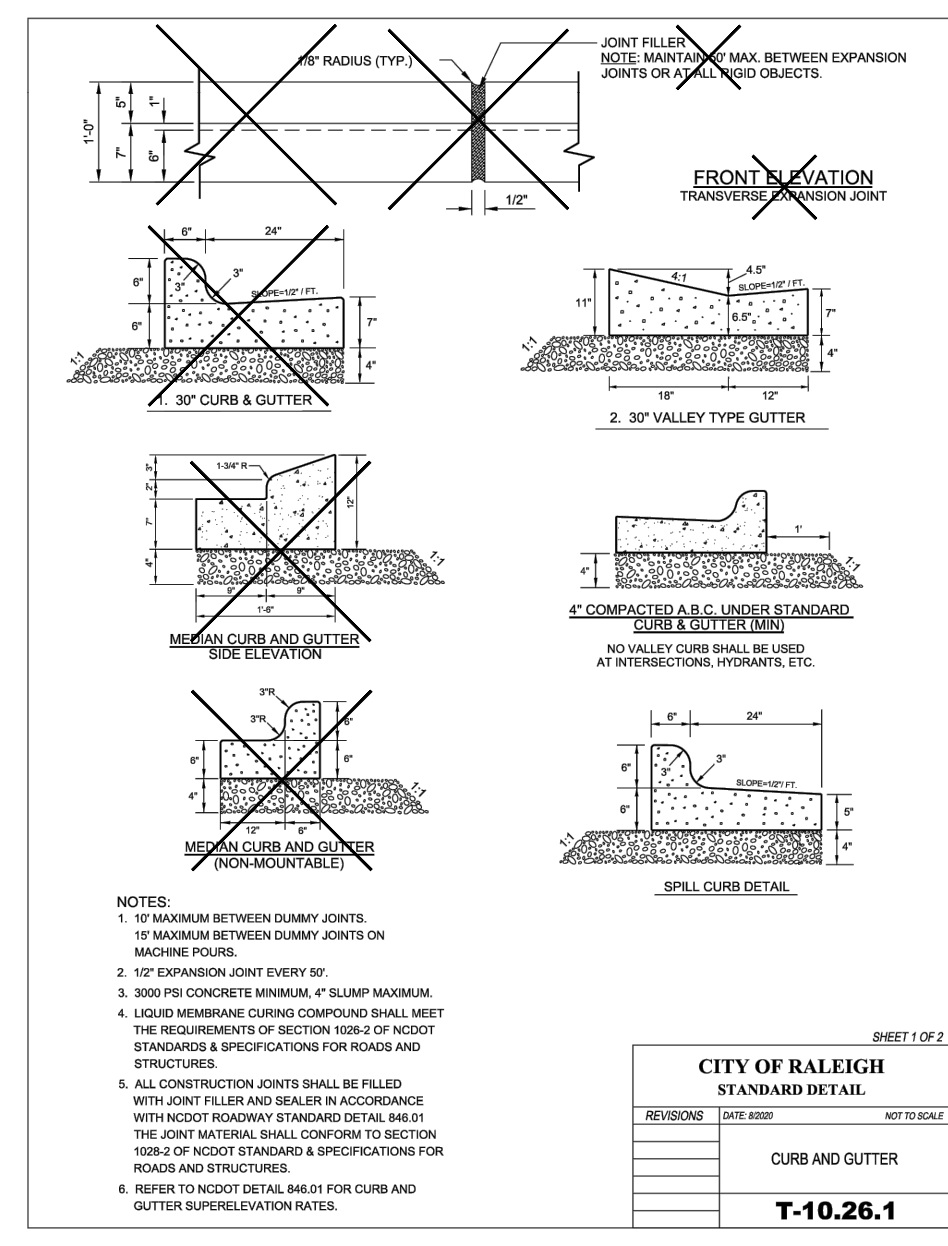 1/8" RADIUS (TYP.)
JOINT FILLER
NOTE: MAINTAIN 50' MAX. BETWEEN EXPANSION
JOINTS OR AT ALL RIGID OBJECTS.
1'-0"
5"
7"
1"
6"
1/2"
FRONT ELEVATION
TRANSVERSE EXPANSION JOINT
6"
24"
6"
6"
3"
3"
SLOPE=1/2" / FT.
7"
4"
1:1
1. 30" CURB & GUTTER
11"
4:1
4.5"
SLOPE=1/2" / FT.
6.5"
7"
4"
1:1
18"
12"
2. 30" VALLEY TYPE GUTTER
3"
2"
7"
4"
1-3/4" R
12"
1:1
9"
9"
1'-6"
MEDIAN CURB AND GUTTER
SIDE ELEVATION
1'
4"
1:1
4" COMPACTED A.B.C. UNDER STANDARD
CURB & GUTTER (MIN)
NO VALLEY CURB SHALL BE USED
AT INTERSECTIONS, HYDRANTS, ETC.
3"R
3"R
6"
6"
6"
4"
1:1
12"
6"
MEDIAN CURB AND GUTTER
(NON-MOUNTABLE)
6"
24"
6"
6"
3"
3"
SLOPE=1/2"/ FT.
5"
4"
1:1
SPILL CURB DETAIL
NOTES:
1. 10' MAXIMUM BETWEEN DUMMY JOINTS.
15' MAXIMUM BETWEEN DUMMY JOINTS ON
MACHINE POURS.
2. 1/2" EXPANSION JOINT EVERY 50'.
3. 3000 PSI CONCRETE MINIMUM, 4" SLUMP MAXIMUM.
4. LIQUID MEMBRANE CURING COMPOUND SHALL MEET
THE REQUIREMENTS OF SECTION 1026-2 OF NCDOT
STANDARDS & SPECIFICATIONS FOR ROADS AND
STRUCTURES.
5. ALL CONSTRUCTION JOINTS SHALL BE FILLED
WITH JOINT FILLER AND SEALER IN ACCORDANCE
WITH NCDOT ROADWAY STANDARD DETAIL 846.01
THE JOINT MATERIAL SHALL CONFORM TO SECTION
1028-2 OF NCDOT STANDARD & SPECIFICATIONS FOR
ROADS AND STRUCTURES.
6. REFER TO NCDOT DETAIL 846.01 FOR CURB AND
GUTTER SUPERELEVATION RATES.
SHEET 1 OF 2
CITY OF RALEIGH
STANDARD DETAIL
REVISIONS
DATE: 8/2020
NOT TO SCALE
CURB AND GUTTER
T-10.26.1